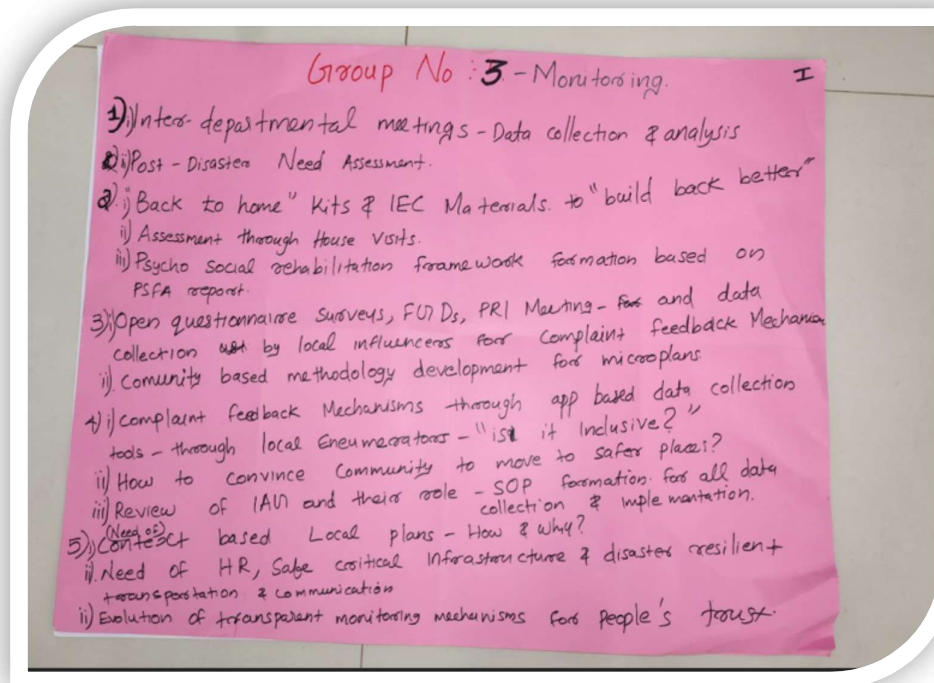 Group No : 3 - Monitoring. I
1) i) Inter-departmental meetings - Data collection & analysis
ii) Post - Disaster Need Assessment.
2) i) "Back to home" Kits & IEC Materials. to "build back better"
ii) Assessment through House Visits.
iii) Psycho Social rehabilitation framework formation based on
PSFA report.
3) i) Open questionnaire Surveys, FGDs, PRI Meeting - and data
collection by local influencers for Complaint feedback Mechanism
ii) Comunity based methodology development for microplans
4) i) Complaint feedback Mechanisms through app based data collection
tools - through local Eneumerators - "is it Inclusive?"
ii) How to convince Community to move to safer places?
iii) Review of IAG and their role - SOP formation for all data
collection & implementation.
(Need of)
5) i) Context based Local plans - How & Why?
ii) Need of HR, Safe critical Infrastructure & disaster resilient
transportation & communication
ii) Evolution of transparent monitoring mechanisms for People's trust.